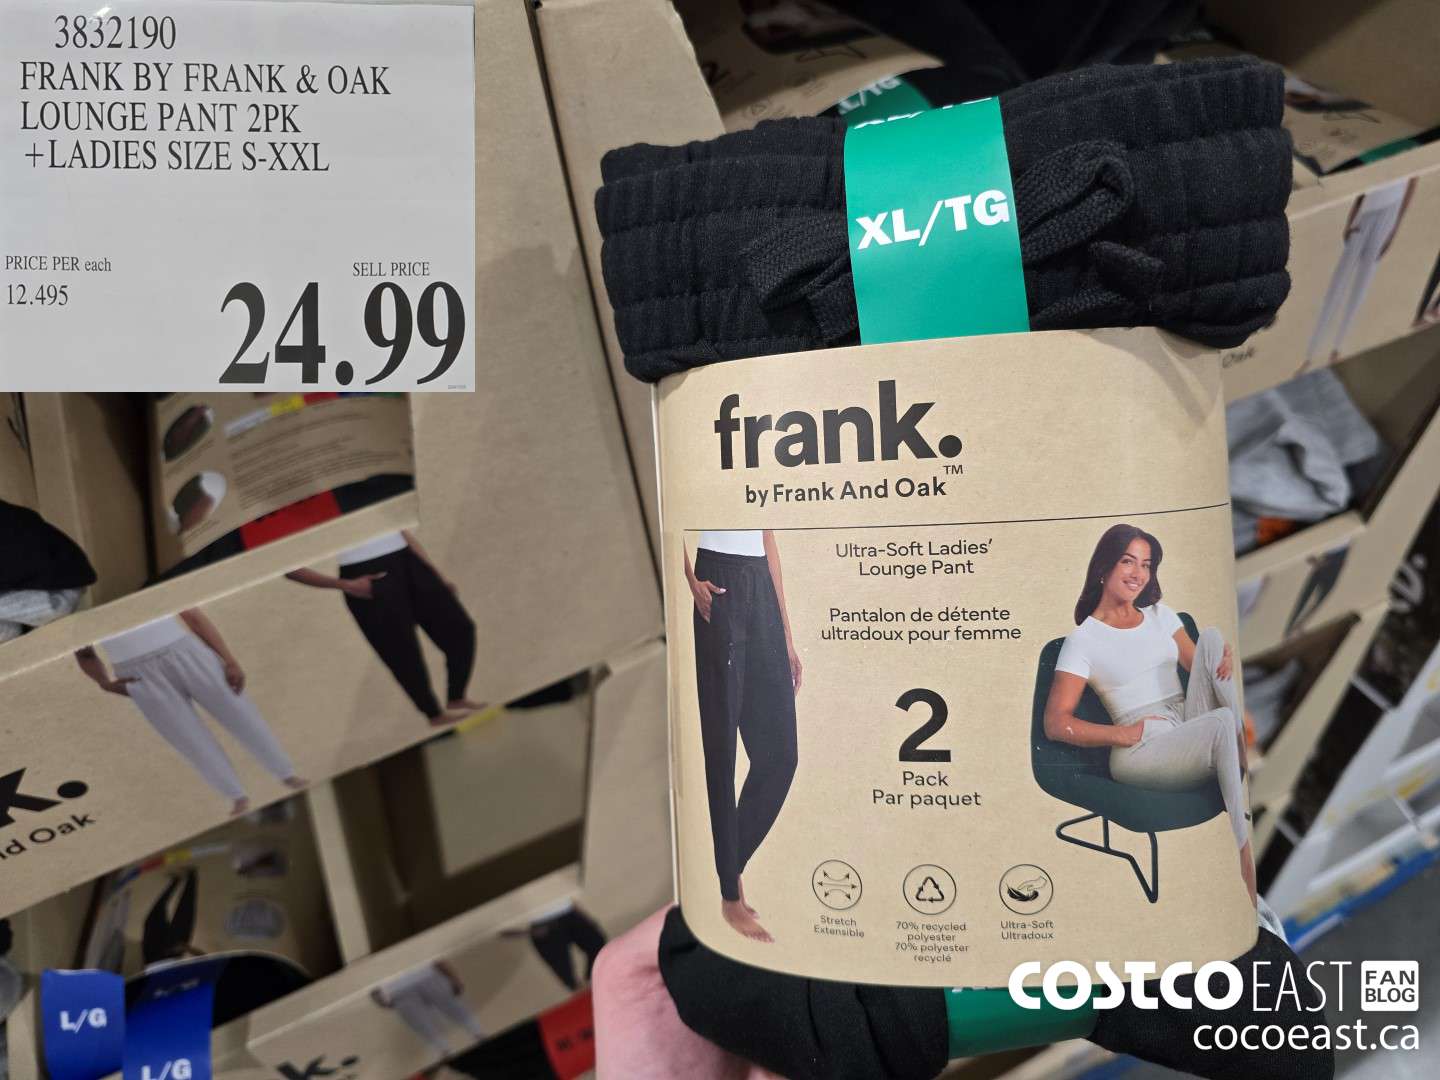 3832190
FRANK BY FRANK & OAK
LOUNGE PANT 2PK
+LADIES SIZE S-XXL
PRICE PER each
12.495
SELL PRICE
24.99
XL/TG
frank.
by Frank And Oak™
Ultra-Soft Ladies'
Lounge Pant
Pantalon de détente
ultradoux pour femme
2
Pack
Par paquet
Stretch
Extensible
70% recycled
polyester
70% polyester
recyclé
Ultra-Soft
Ultradoux
L/G
L/G
k.
nd Oak
k.
Oak
COSTCO EAST FAN BLOG
cocoeast.ca